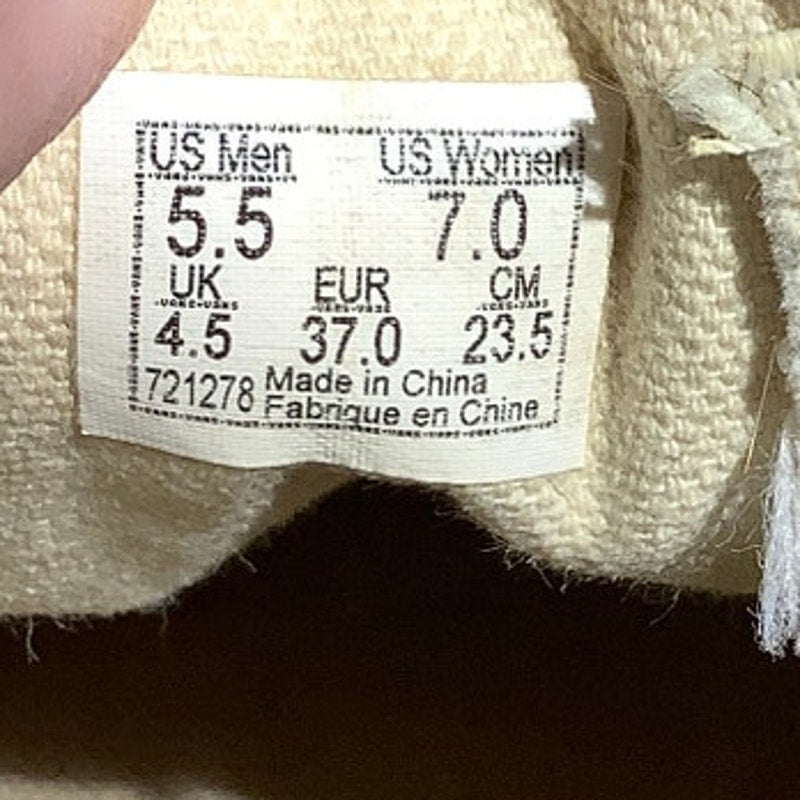 US Men US Women
5.5 7.0
UK EUR CM
4.5 37.0 23.5
721278 Made in China
Fabrique en Chine